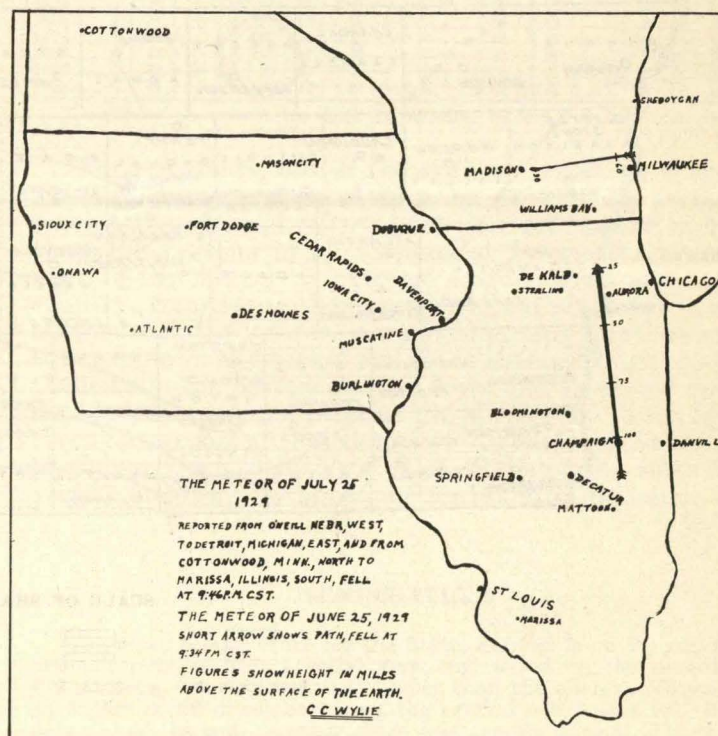 COTTONWOOD
SHEBOYGAN
MASON CITY
MADISON
MILWAUKEE
WILLIAMS BAY
SIOUX CITY
FORT DODGE
DUBUQUE
CEDAR RAPIDS
DE KALB
25
CHICAGO
ONAWA
IOWA CITY
DAVENPORT
STERLING
AURORA
DES MOINES
50
ATLANTIC
MUSCATINE
BURLINGTON
75
BLOOMINGTON
CHAMPAIGN
100
DANVILL
SPRINGFIELD
DECATUR
MATTOON
THE METEOR OF JULY 25
1929
REPORTED FROM O'NEILL NEBR, WEST,
TO DETROIT, MICHIGAN, EAST, AND FROM
COTTONWOOD, MINN., NORTH TO
MARISSA, ILLINOIS, SOUTH, FELL
AT 9:46 P.M. CST.
ST LOUIS
MARISSA
THE METEOR OF JUNE 25, 1929
SHORT ARROW SHOWS PATH, FELL AT
9:34 PM CST.
FIGURES SHOW HEIGHT IN MILES
ABOVE THE SURFACE OF THE EARTH.
C C WYLIE
SCALE OF